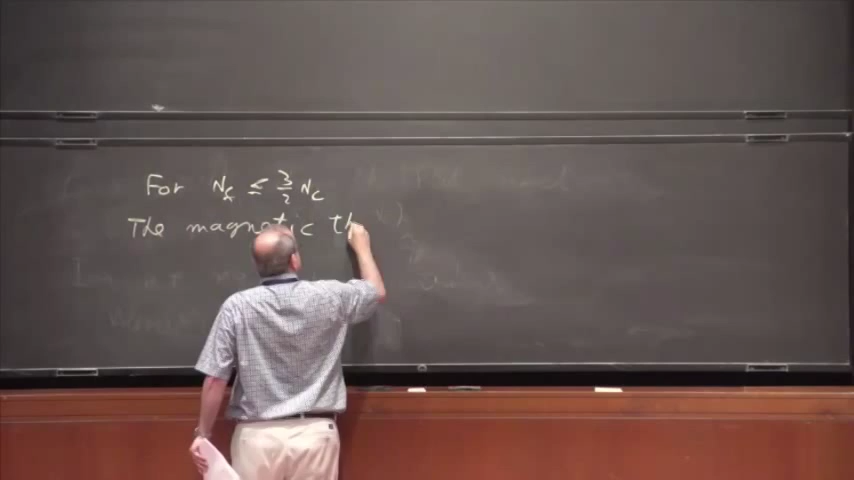 For N_f ≤ 3/2 N_c
The magnetic th